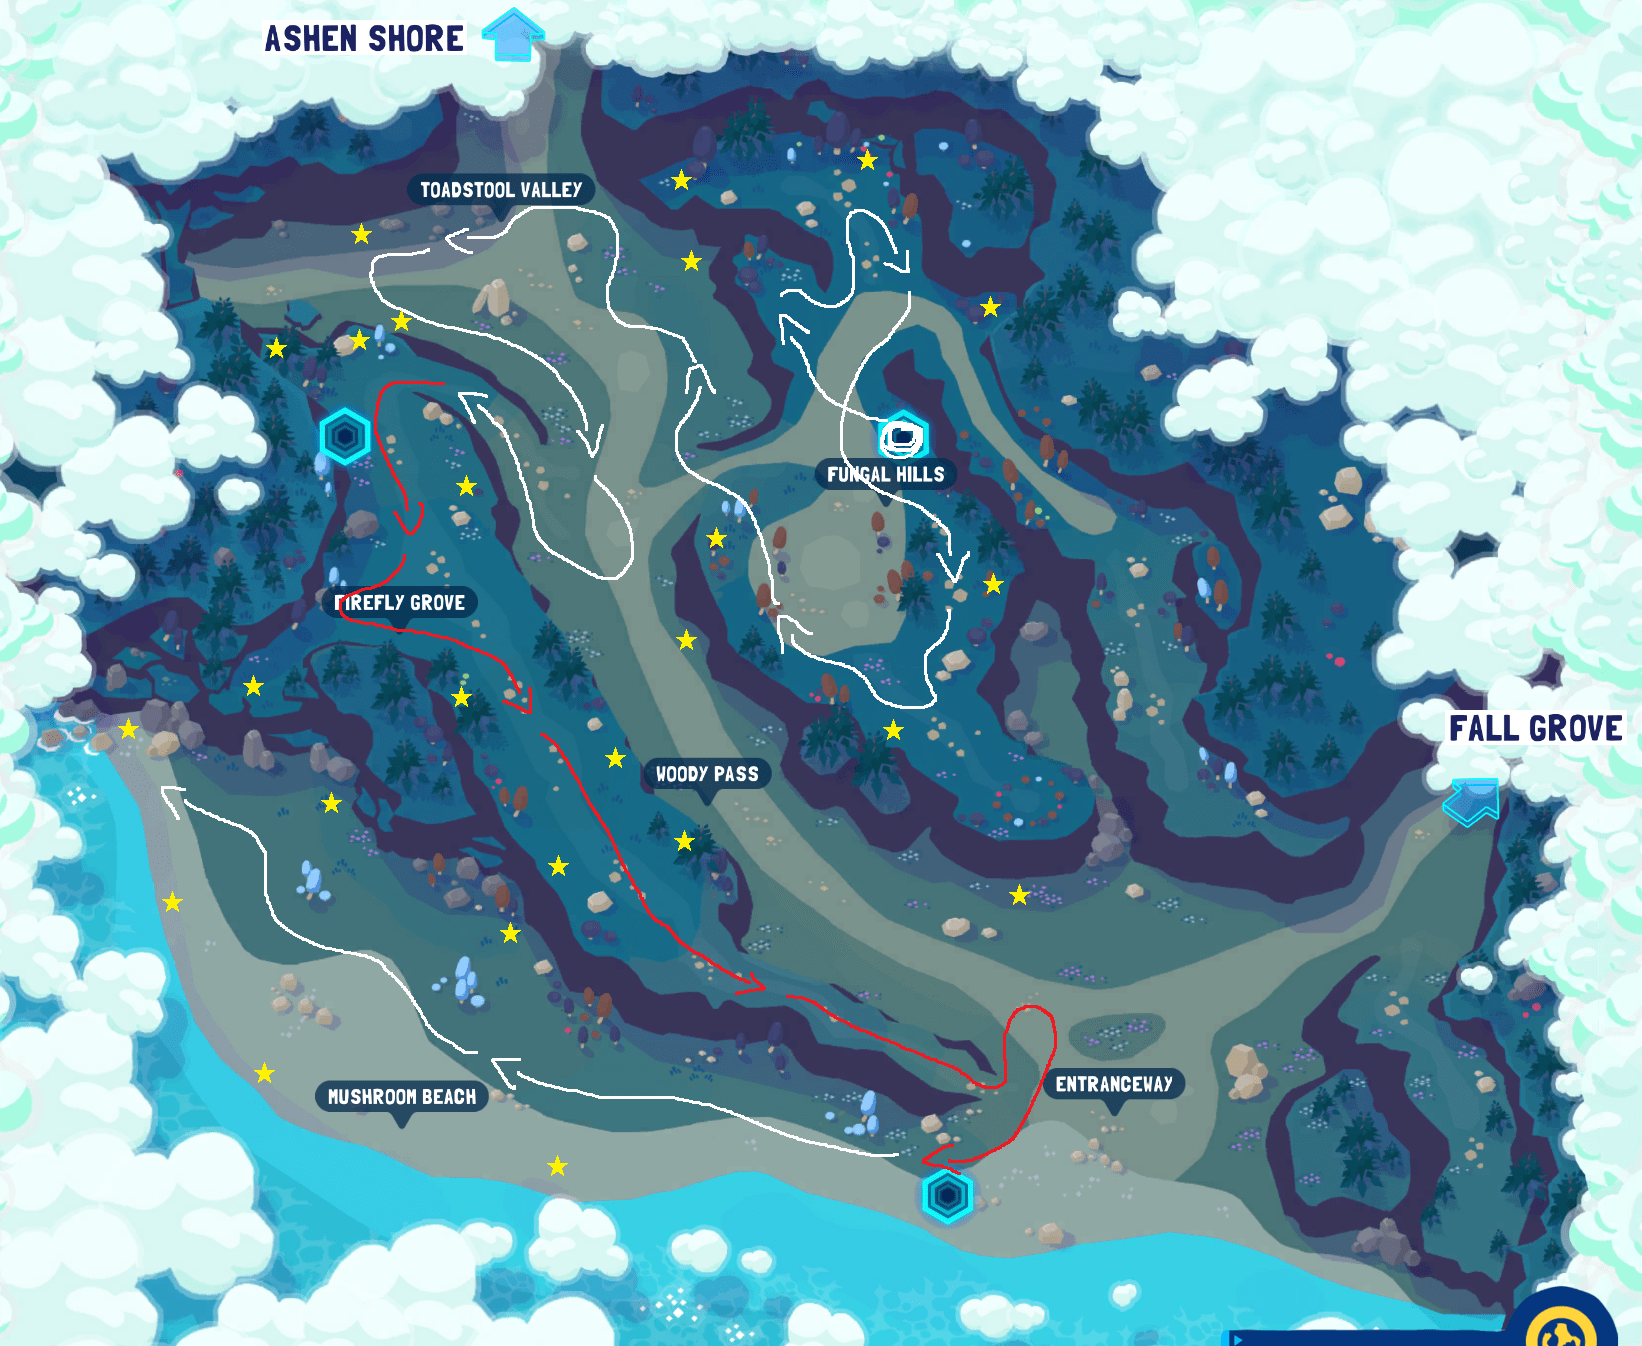 ASHEN SHORE
TOADSTOOL VALLEY
FUNGAL HILLS
FIREFLY GROVE
FALL GROVE
WOODY PASS
ENTRANCEWAY
MUSHROOM BEACH